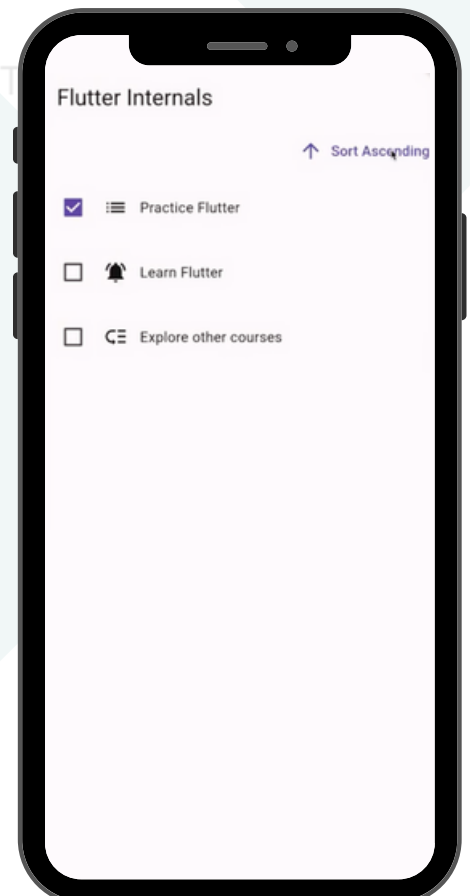 Flutter Internals
Sort Ascending
Practice Flutter
Learn Flutter
Explore other courses